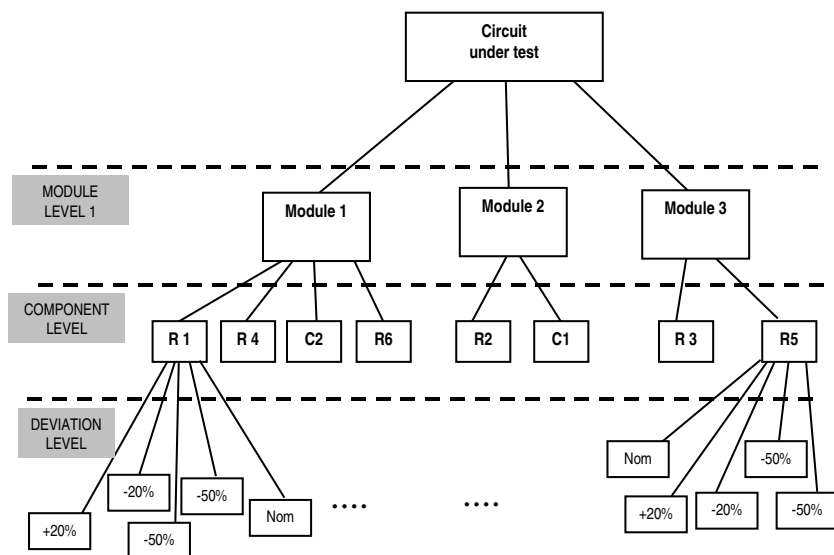 Circuit
under test
MODULE
LEVEL 1
Module 1
Module 2
Module 3
COMPONENT
LEVEL
R 1
R 4
C2
R6
R2
C1
R 3
R5
DEVIATION
LEVEL
+20%
-20%
-50%
-50%
Nom
....
....
Nom
+20%
-20%
-50%
-50%